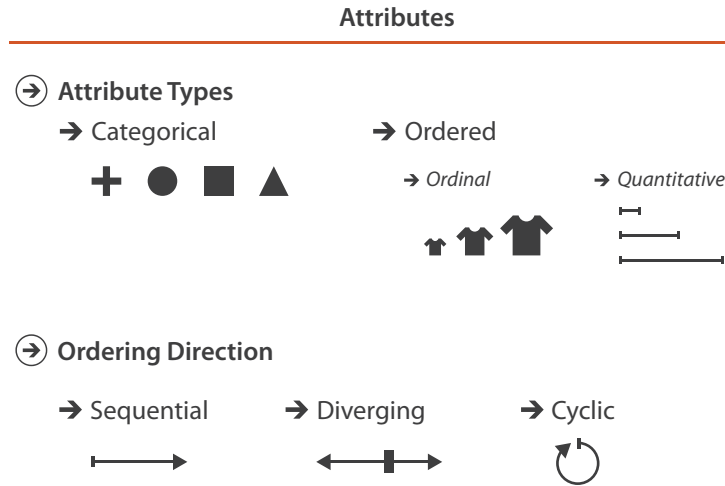 Attributes
Attribute Types
Categorical
Ordered
Ordinal
Quantitative
Ordering Direction
Sequential
Diverging
Cyclic